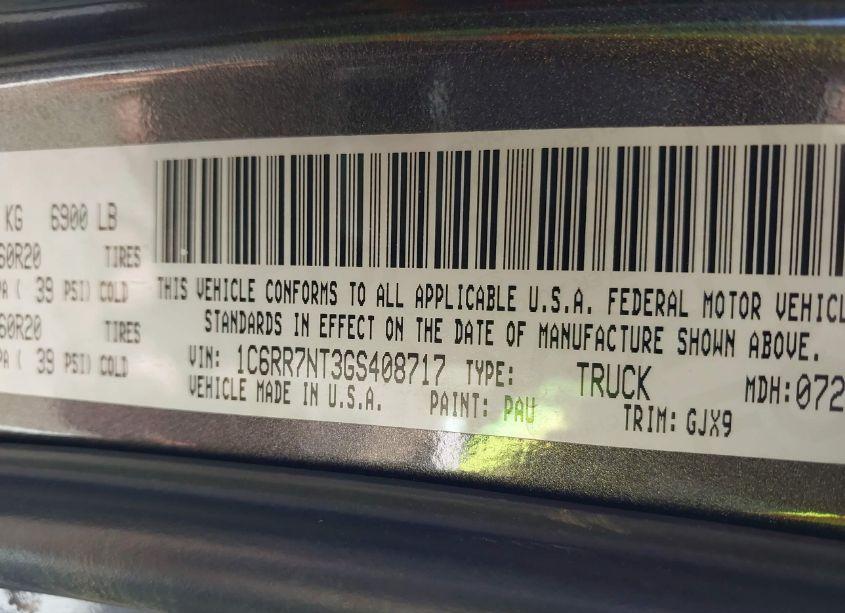 KG 6900 LB
60R20 TIRES
PA ( 39 PSI) COLD
60R20 TIRES
PA ( 39 PSI) COLD
THIS VEHICLE CONFORMS TO ALL APPLICABLE U.S.A. FEDERAL MOTOR VEHICL
STANDARDS IN EFFECT ON THE DATE OF MANUFACTURE SHOWN ABOVE.
VIN: 1C6RR7NT3GS408717 TYPE: TRUCK MDH:072
VEHICLE MADE IN U.S.A. PAINT: PAU TRIM: GJX9